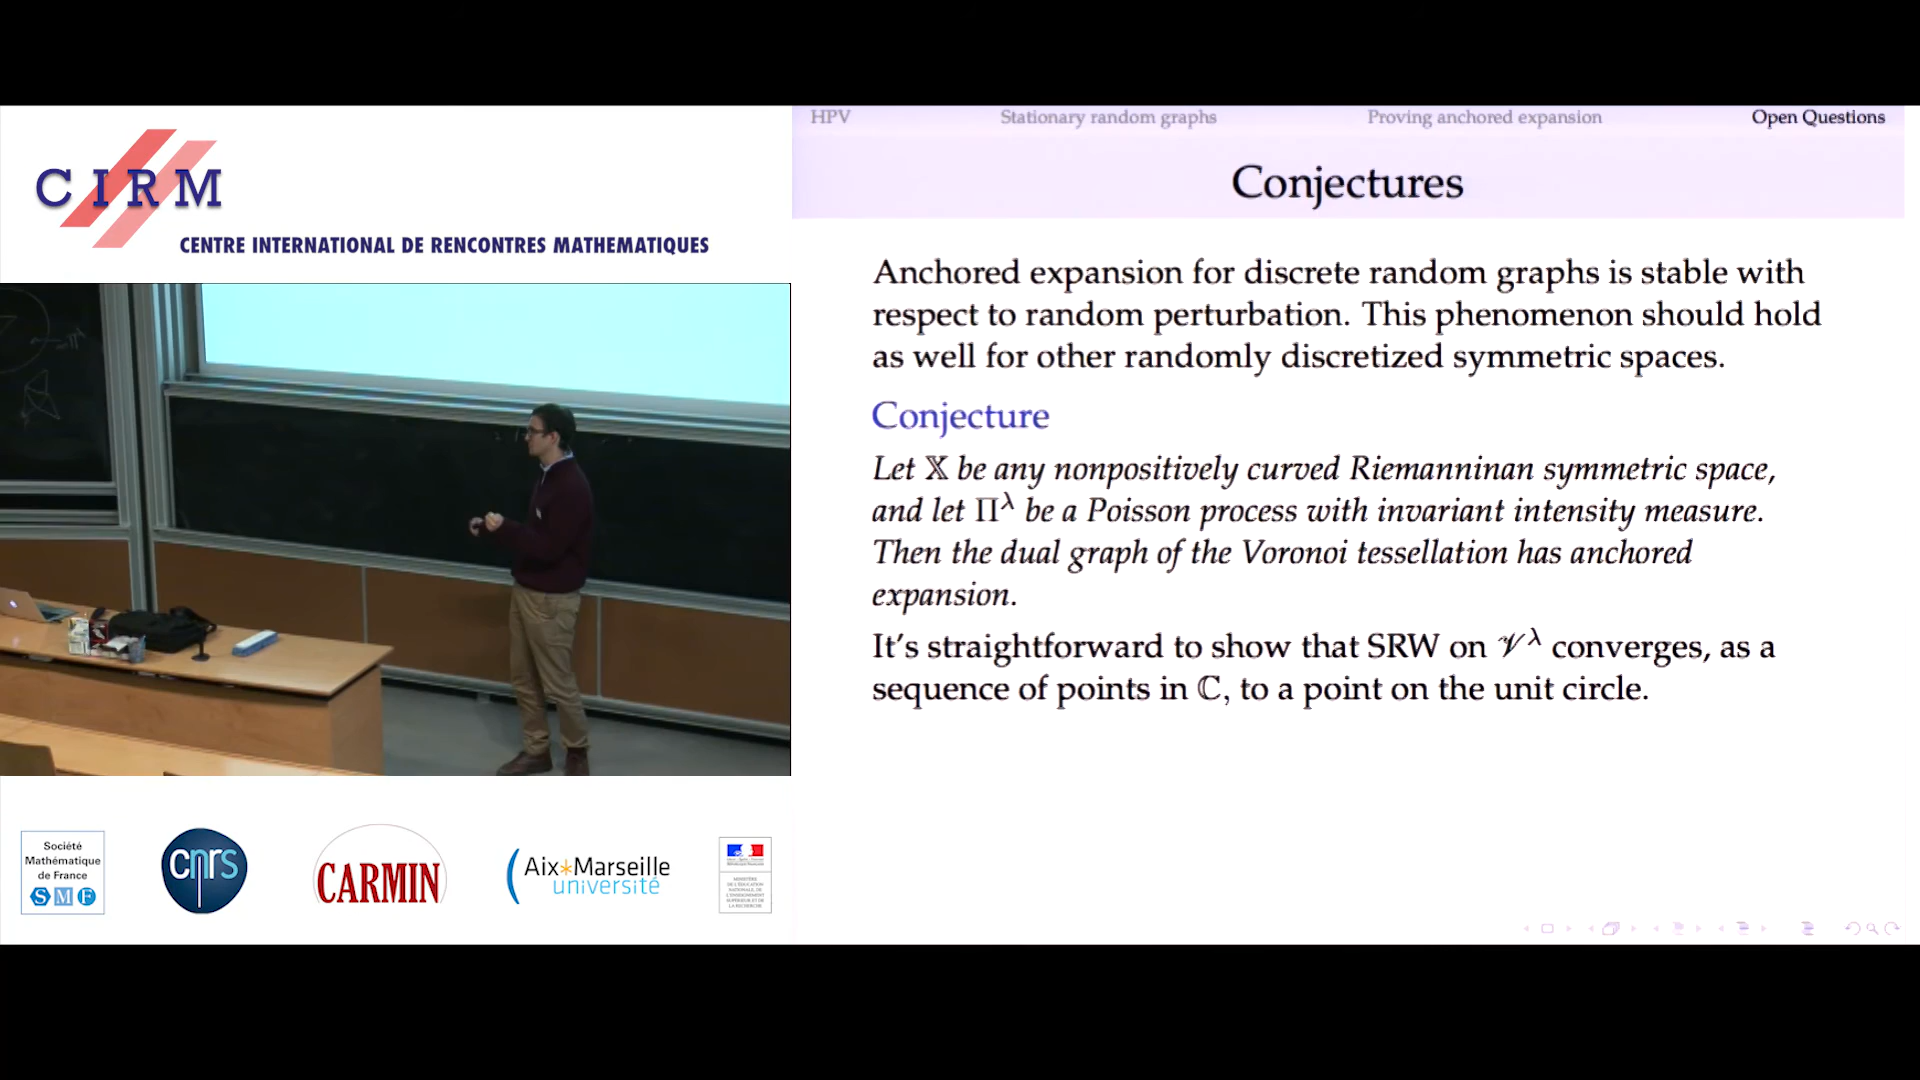 CIRM
CENTRE INTERNATIONAL DE RENCONTRES MATHEMATIQUES
HPV
Stationary random graphs
Proving anchored expansion
Open Questions
Conjectures
Anchored expansion for discrete random graphs is stable with
respect to random perturbation. This phenomenon should hold
as well for other randomly discretized symmetric spaces.
Conjecture
Let 𝕏 be any nonpositively curved Riemanninan symmetric space,
and let Π^λ be a Poisson process with invariant intensity measure.
Then the dual graph of the Voronoi tessellation has anchored
expansion.
It's straightforward to show that SRW on 𝒱^λ converges, as a
sequence of points in ℂ, to a point on the unit circle.
Société
Mathématique
de France
SMF
cnrs
CARMIN
Aix*Marseille
université